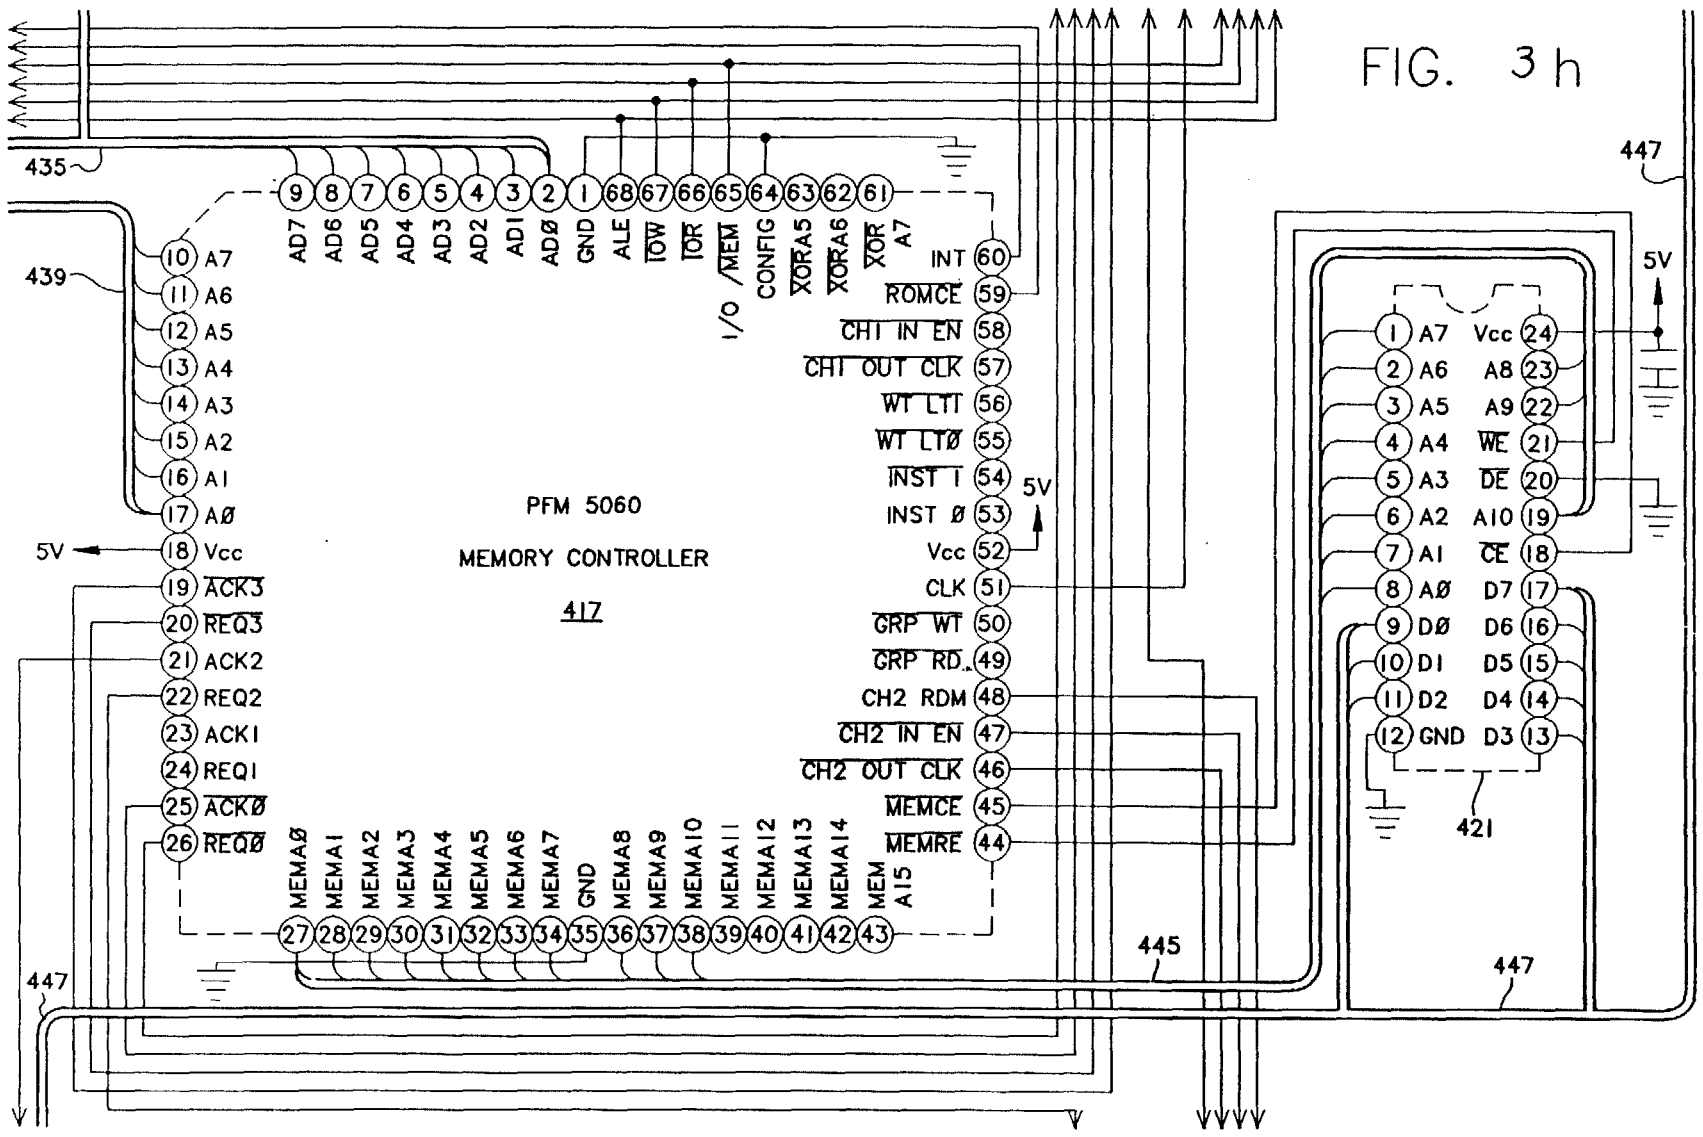 FIG. 3h
435
447
9 8 7 6 5 4 3 2 1 68 67 66 65 64 63 62 61
AD7 AD6 AD5 AD4 AD3 AD2 AD1 ADØ GND ALE IOW IOR I/O /MEM CONFIG XORA5 XORA6 XOR A7
439
10 A7
11 A6
12 A5
13 A4
14 A3
15 A2
16 A1
17 AØ
5V
18 Vcc
19 ACK3
20 REQ3
21 ACK2
22 REQ2
23 ACK1
24 REQ1
25 ACKØ
26 REQØ
PFM 5060
MEMORY CONTROLLER
417
INT 60
ROMCE 59
CH1 IN EN 58
CH1 OUT CLK 57
WT LT1 56
WT LTØ 55
INST 1 54
INST Ø 53
5V
Vcc 52
CLK 51
GRP WT 50
GRP RD 49
CH2 RDM 48
CH2 IN EN 47
CH2 OUT CLK 46
MEMCE 45
MEMRE 44
MEMAØ MEMA1 MEMA2 MEMA3 MEMA4 MEMA5 MEMA6 MEMA7 GND MEMA8 MEMA9 MEMA10 MEMA11 MEMA12 MEMA13 MEMA14 MEM A15
27 28 29 30 31 32 33 34 35 36 37 38 39 40 41 42 43
5V
1 A7 Vcc 24
2 A6 A8 23
3 A5 A9 22
4 A4 WE 21
5 A3 DE 20
6 A2 A10 19
7 A1 CE 18
8 AØ D7 17
9 DØ D6 16
10 D1 D5 15
11 D2 D4 14
12 GND D3 13
421
445
447
447